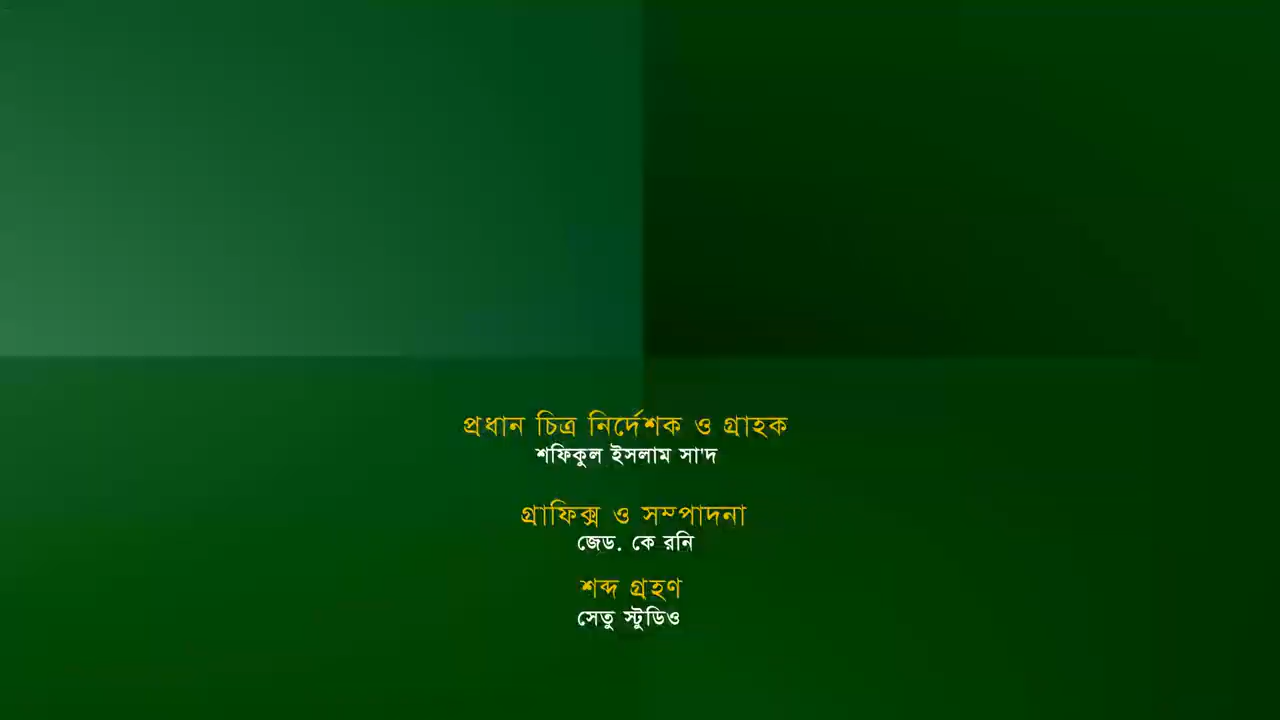 প্রধান চিত্র নির্দেশক ও গ্রাহক
শফিকুল ইসলাম সা'দ
গ্রাফিক্স ও সম্পাদনা
জেড. কে রনি
শব্দ গ্রহণ
সেতু স্টুডিও